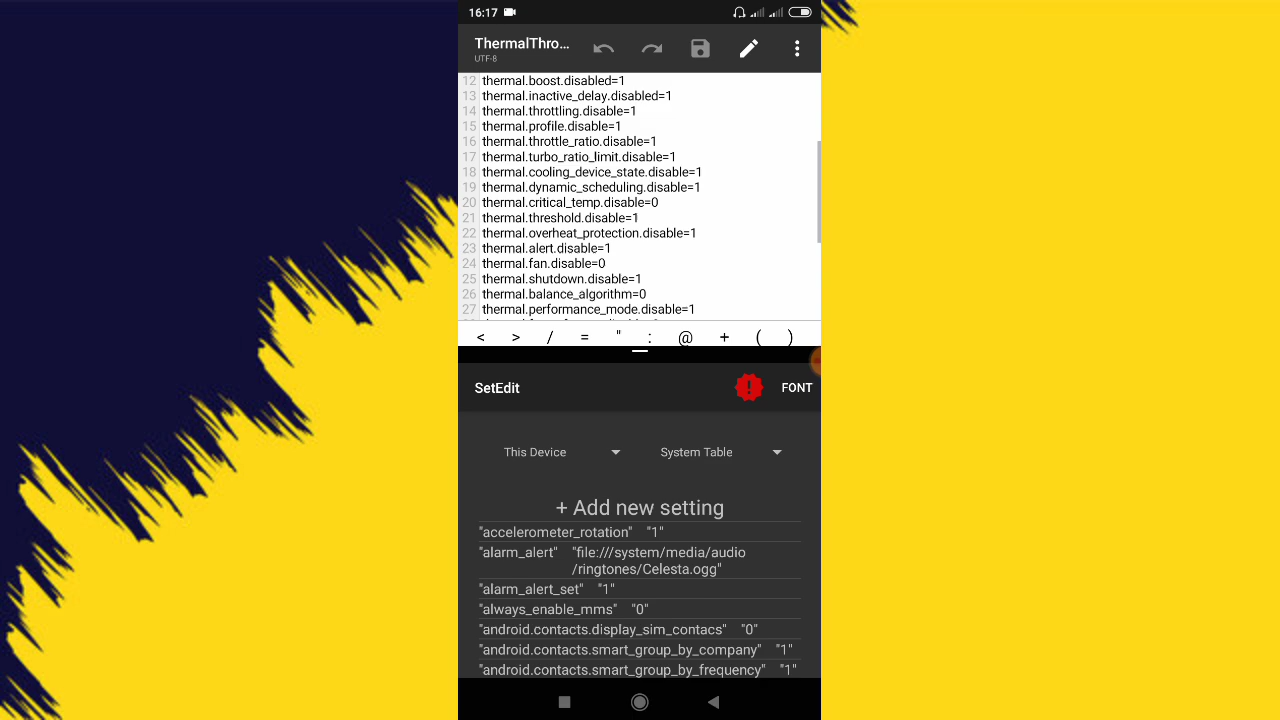 16:17
ThermalThro...
UTF-8
12 thermal.boost.disabled=1
13 thermal.inactive_delay.disabled=1
14 thermal.throttling.disable=1
15 thermal.profile.disable=1
16 thermal.throttle_ratio.disable=1
17 thermal.turbo_ratio_limit.disable=1
18 thermal.cooling_device_state.disable=1
19 thermal.dynamic_scheduling.disable=1
20 thermal.critical_temp.disable=0
21 thermal.threshold.disable=1
22 thermal.overheat_protection.disable=1
23 thermal.alert.disable=1
24 thermal.fan.disable=0
25 thermal.shutdown.disable=1
26 thermal.balance_algorithm=0
27 thermal.performance_mode.disable=1
< > / = " : @ + ( )
SetEdit FONT
This Device System Table
+ Add new setting
"accelerometer_rotation" "1"
"alarm_alert" "file:///system/media/audio
/ringtones/Celesta.ogg"
"alarm_alert_set" "1"
"always_enable_mms" "0"
"android.contacts.display_sim_contacs" "0"
"android.contacts.smart_group_by_company" "1"
"android.contacts.smart_group_by_frequency" "1"